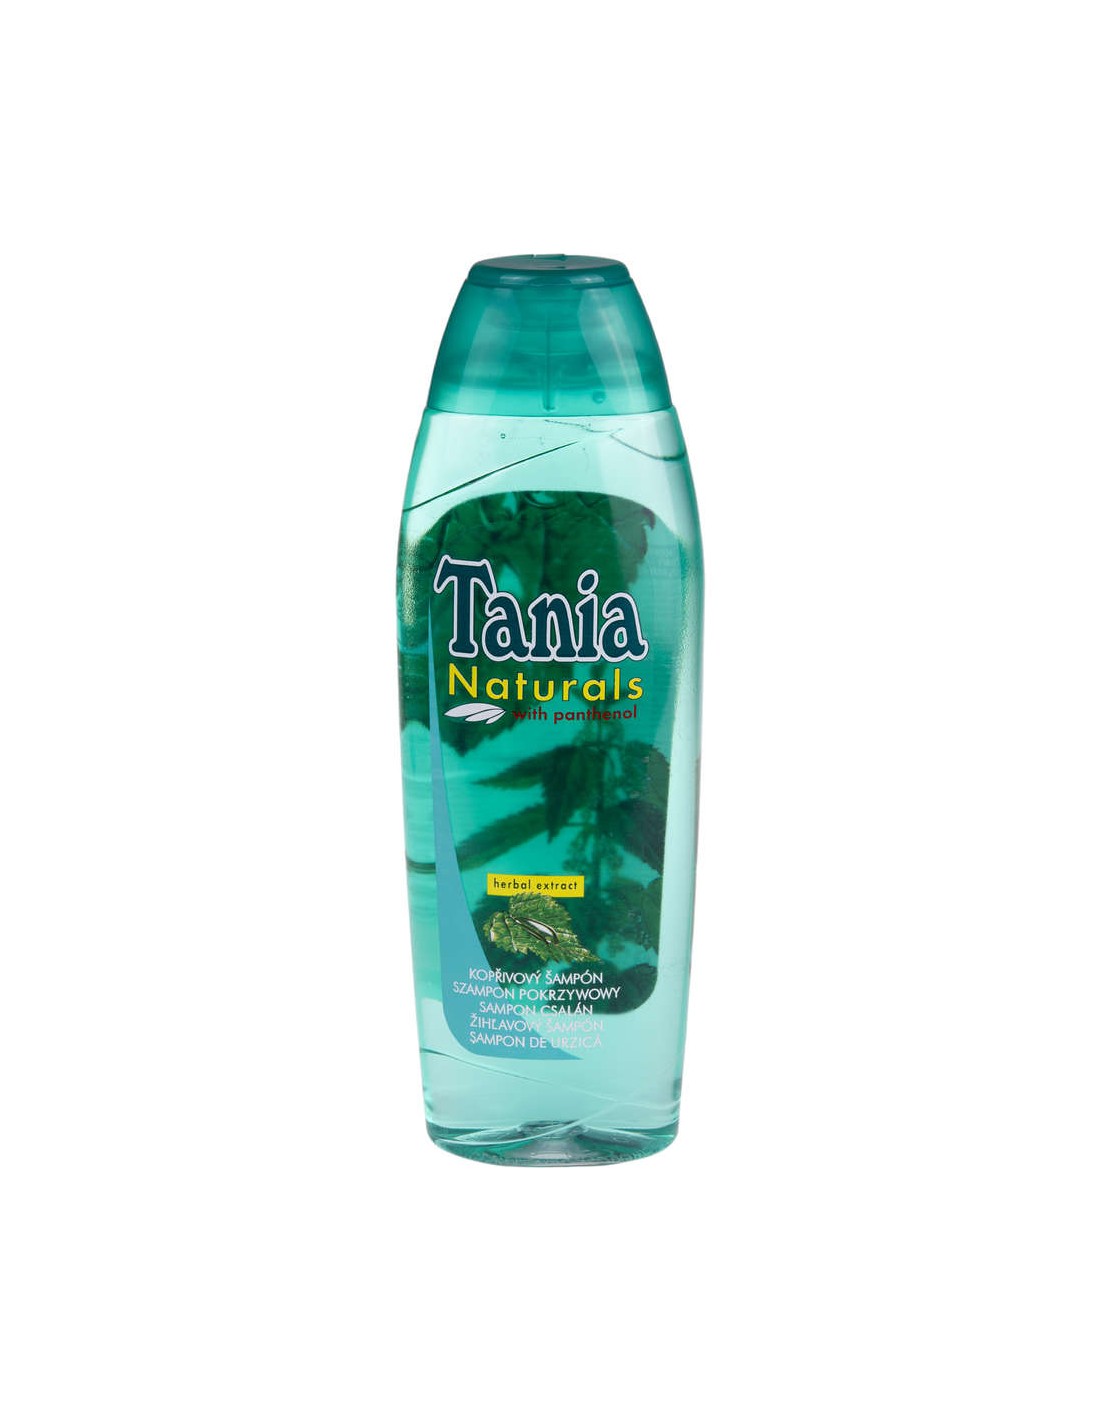 Tania
Naturals
with panthenol
herbal extract
KOPŘIVOVÝ ŠAMPÓN
SZAMPON POKRZYWOWY
SAMPON CSALÁN
ŽIHĽAVOVÝ ŠAMPÓN
ŞAMPON DE URZICĂ